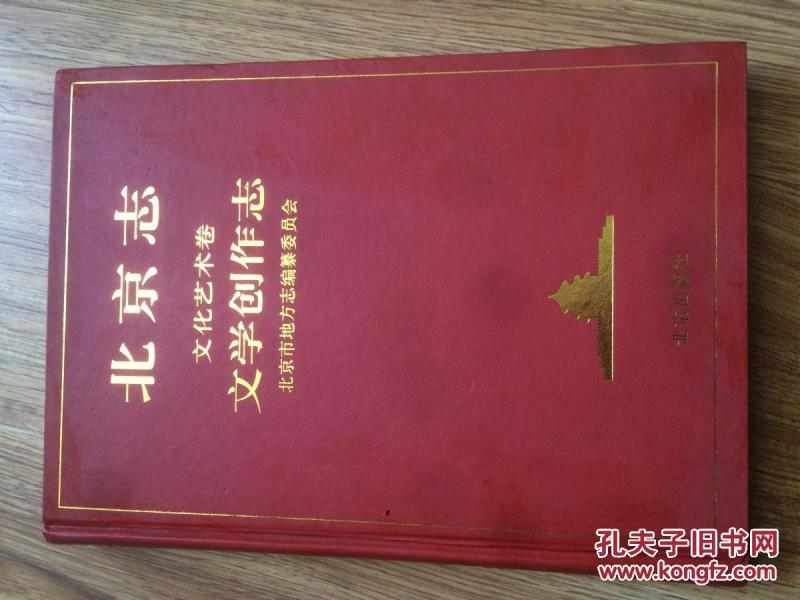 北京志
文化艺术卷
文学创作志
北京市地方志编纂委员会
北京出版社
孔夫子旧书网
www.kongfz.com